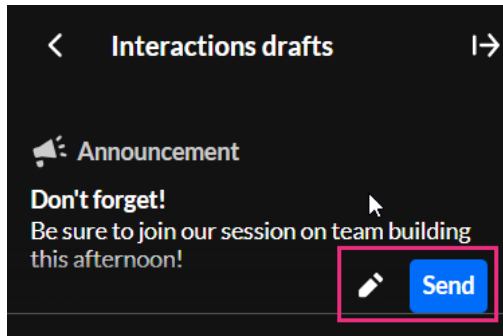 Interactions drafts
Announcement
Don't forget!
Be sure to join our session on team building
this afternoon!
Send